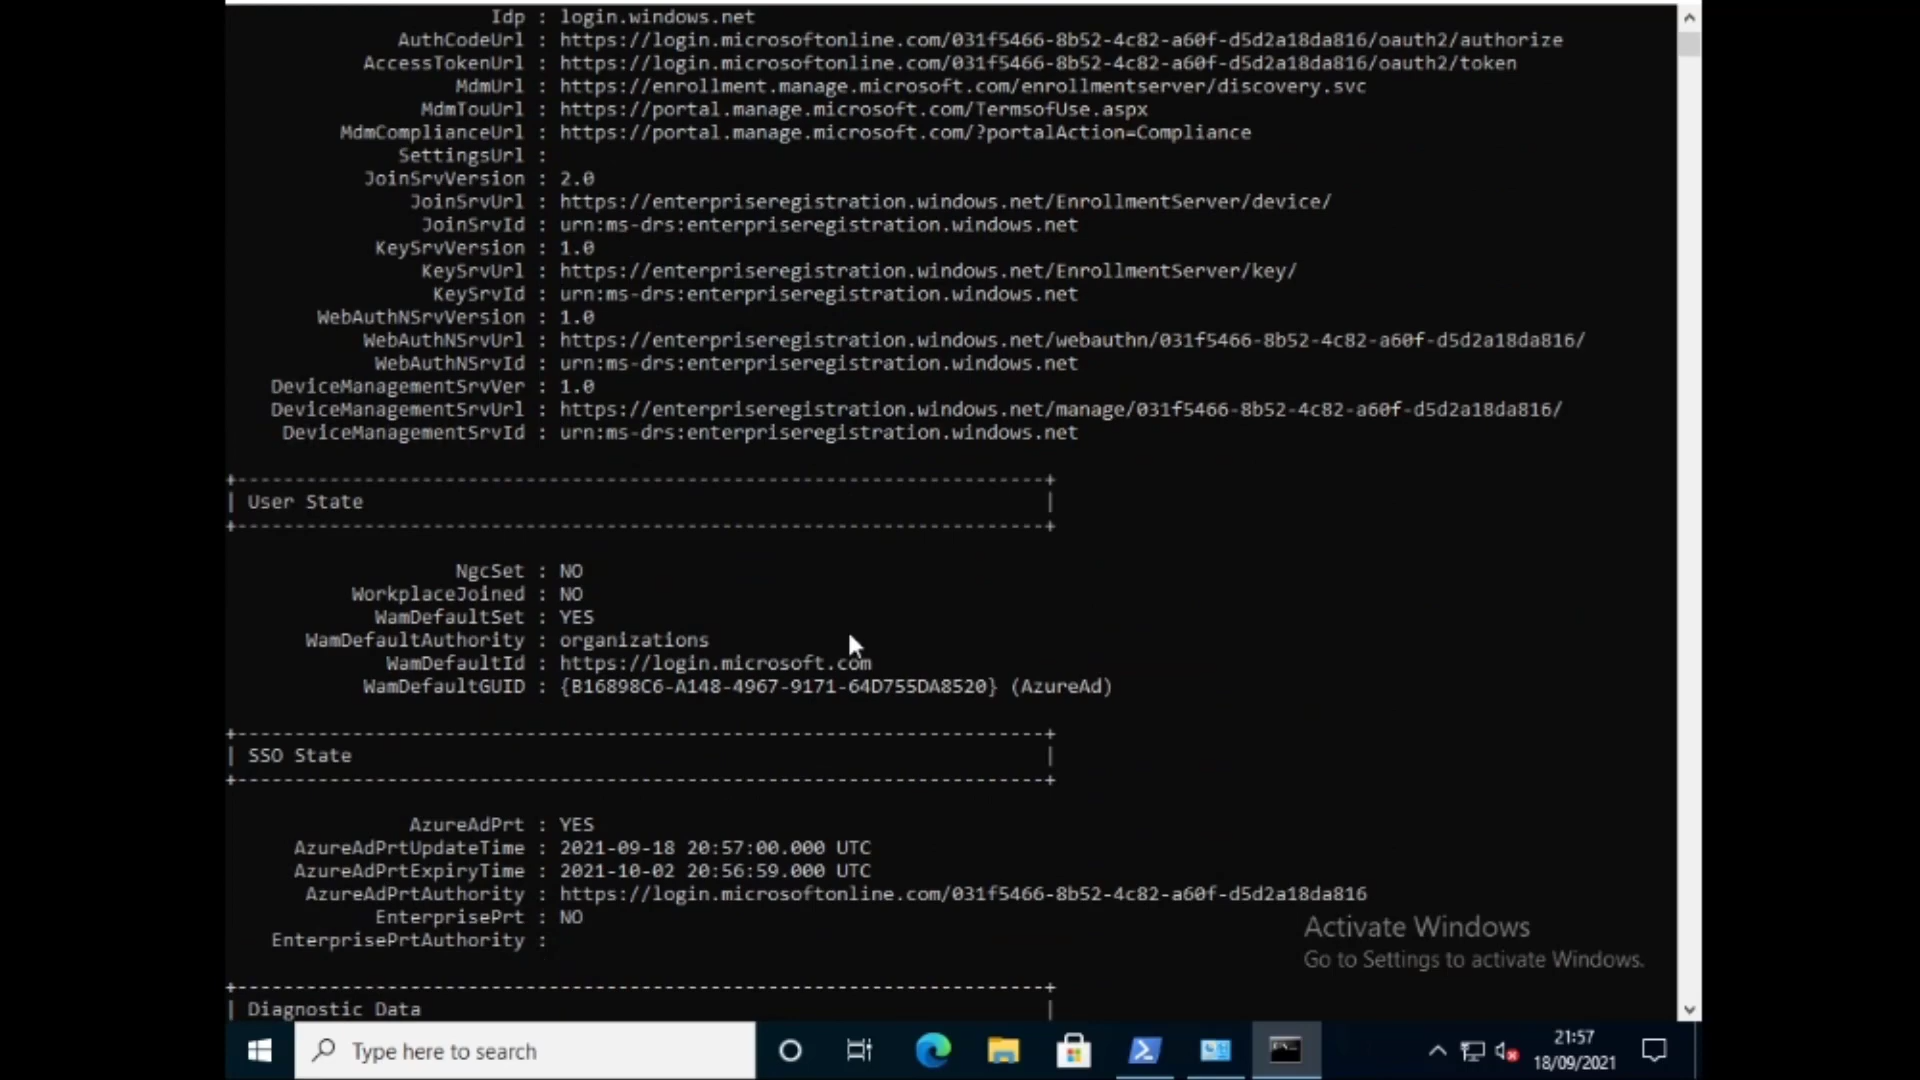 Idp : login.windows.net
AuthCodeUrl : https://login.microsoftonline.com/031f5466-8b52-4c82-a60f-d5d2a18da816/oauth2/authorize
AccessTokenUrl : https://login.microsoftonline.com/031f5466-8b52-4c82-a60f-d5d2a18da816/oauth2/token
MdmUrl : https://enrollment.manage.microsoft.com/enrollmentserver/discovery.svc
MdmTouUrl : https://portal.manage.microsoft.com/TermsofUse.aspx
MdmComplianceUrl : https://portal.manage.microsoft.com/?portalAction=Compliance
SettingsUrl :
JoinSrvVersion : 2.0
JoinSrvUrl : https://enterpriseregistration.windows.net/EnrollmentServer/device/
JoinSrvId : urn:ms-drs:enterpriseregistration.windows.net
KeySrvVersion : 1.0
KeySrvUrl : https://enterpriseregistration.windows.net/EnrollmentServer/key/
KeySrvId : urn:ms-drs:enterpriseregistration.windows.net
WebAuthNSrvVersion : 1.0
WebAuthNSrvUrl : https://enterpriseregistration.windows.net/webauthn/031f5466-8b52-4c82-a60f-d5d2a18da816/
WebAuthNSrvId : urn:ms-drs:enterpriseregistration.windows.net
DeviceManagementSrvVer : 1.0
DeviceManagementSrvUrl : https://enterpriseregistration.windows.net/manage/031f5466-8b52-4c82-a60f-d5d2a18da816/
DeviceManagementSrvId : urn:ms-drs:enterpriseregistration.windows.net
+----------------------------------------------------------------------+
| User State                                                           |
+----------------------------------------------------------------------+
NgcSet : NO
WorkplaceJoined : NO
WamDefaultSet : YES
WamDefaultAuthority : organizations
WamDefaultId : https://login.microsoft.com
WamDefaultGUID : {B16898C6-A148-4967-9171-64D755DA8520} (AzureAd)
+----------------------------------------------------------------------+
| SSO State                                                            |
+----------------------------------------------------------------------+
AzureAdPrt : YES
AzureAdPrtUpdateTime : 2021-09-18 20:57:00.000 UTC
AzureAdPrtExpiryTime : 2021-10-02 20:56:59.000 UTC
AzureAdPrtAuthority : https://login.microsoftonline.com/031f5466-8b52-4c82-a60f-d5d2a18da816
EnterprisePrt : NO
EnterprisePrtAuthority :
Activate Windows
Go to Settings to activate Windows.
+----------------------------------------------------------------------+
| Diagnostic Data                                                      |
Type here to search
21:57
18/09/2021